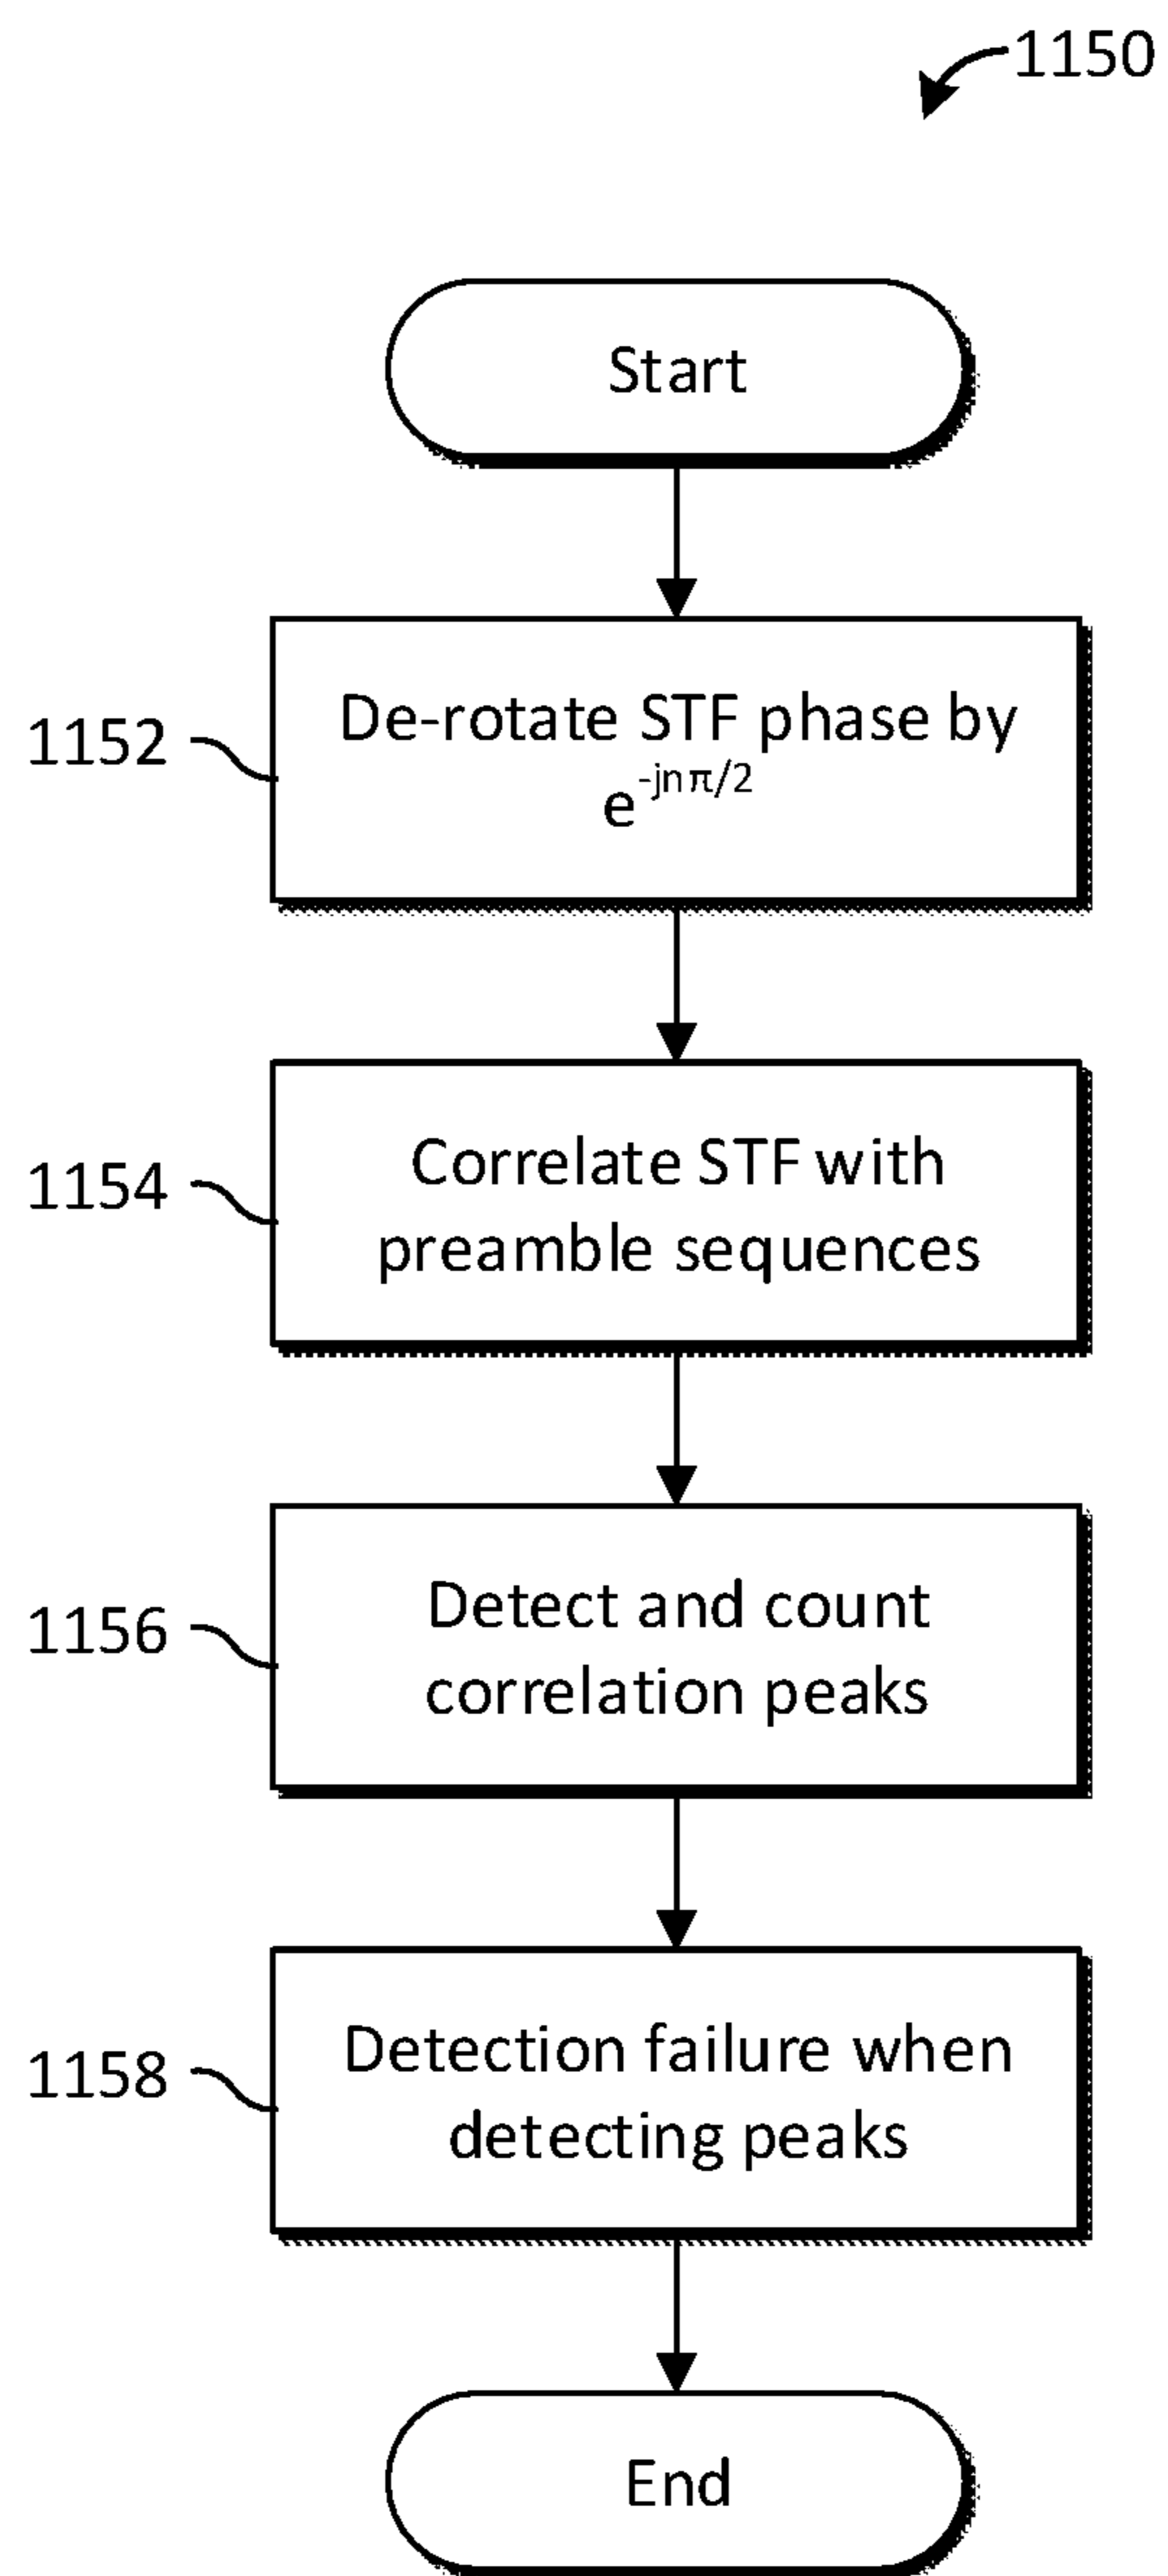 1150
Start
1152
De-rotate STF phase by
e^-jnπ/2
1154
Correlate STF with
preamble sequences
1156
Detect and count
correlation peaks
1158
Detection failure when
detecting peaks
End